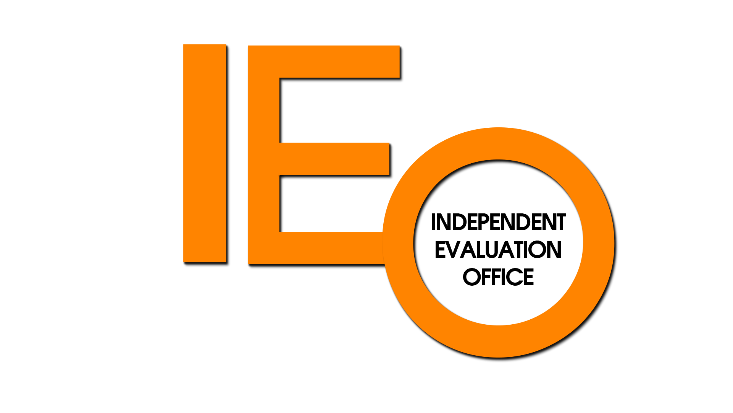 IEO
INDEPENDENT
EVALUATION
OFFICE